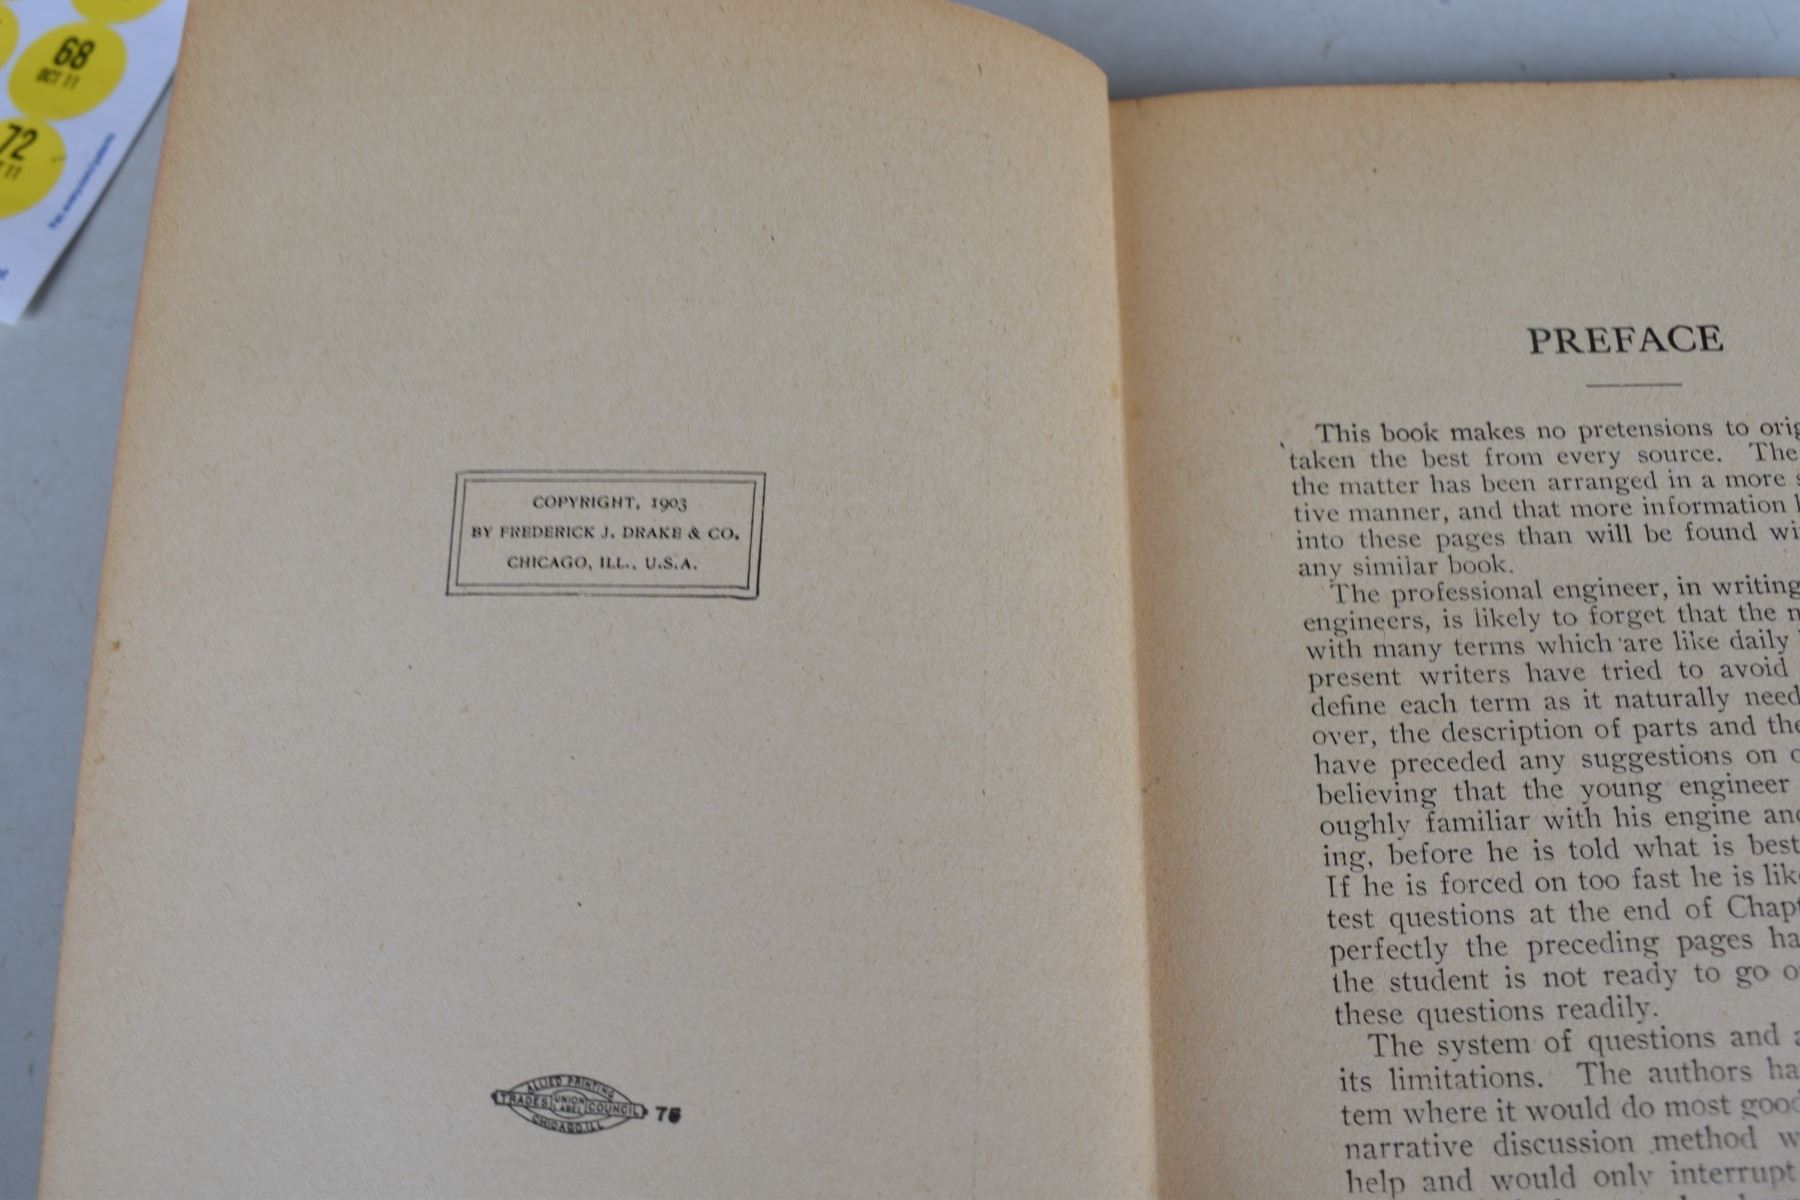 68
OCT 11
72
COPYRIGHT, 1903
BY FREDERICK J. DRAKE & CO.
CHICAGO, ILL., U.S.A.
ALLIED PRINTING
TRADES UNION LABEL COUNCIL
CHICAGO, ILL
PREFACE
This book makes no pretensions to orig
taken the best from every source. The
the matter has been arranged in a more s
tive manner, and that more information
into these pages than will be found wi
any similar book.
The professional engineer, in writing
engineers, is likely to forget that the
with many terms which are like daily
present writers have tried to avoid
define each term as it naturally need
over, the description of parts and the
have preceded any suggestions on
believing that the young engineer
oughly familiar with his engine and
ing, before he is told what is best
If he is forced on too fast he is lik
test questions at the end of Chapt
perfectly the preceding pages ha
the student is not ready to go o
these questions readily.
The system of questions and a
its limitations. The authors ha
tem where it would do most good
narrative discussion method w
help and would only interrupt